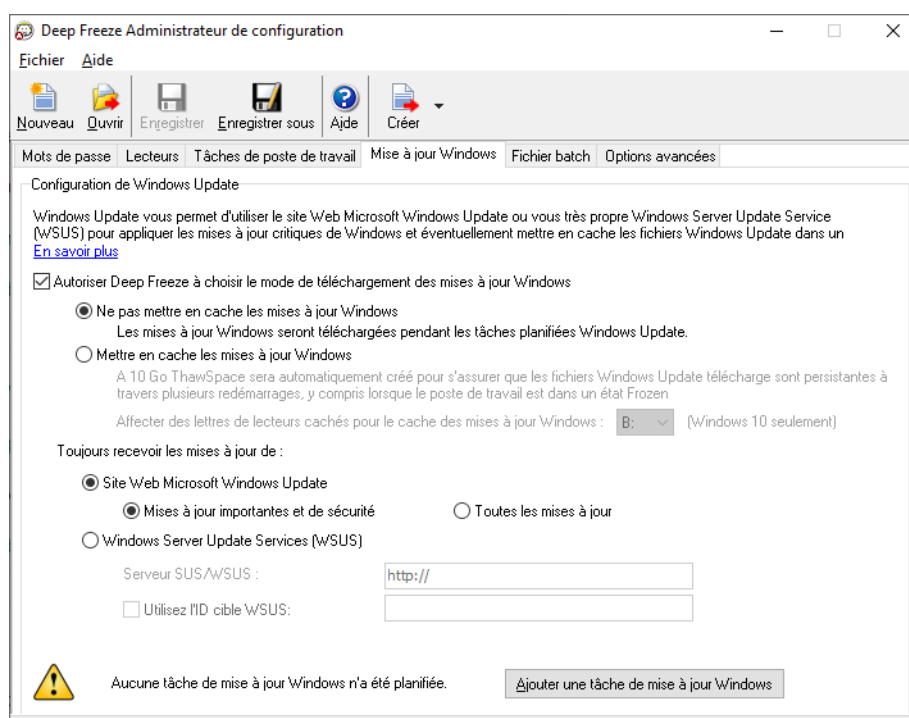 Deep Freeze Administrateur de configuration
Fichier Aide
Nouveau Ouvrir Enregistrer Enregistrer sous Aide Créer
Mots de passe Lecteurs Tâches de poste de travail Mise à jour Windows Fichier batch Options avancées
Configuration de Windows Update
Windows Update vous permet d'utiliser le site Web Microsoft Windows Update ou vous très propre Windows Server Update Service
(WSUS) pour appliquer les mises à jour critiques de Windows et éventuellement mettre en cache les fichiers Windows Update dans un
En savoir plus
Autoriser Deep Freeze à choisir le mode de téléchargement des mises à jour Windows
Ne pas mettre en cache les mises à jour Windows
Les mises à jour Windows seront téléchargées pendant les tâches planifiées Windows Update.
Mettre en cache les mises à jour Windows
A 10 Go ThawSpace sera automatiquement créé pour s'assurer que les fichiers Windows Update télécharge sont persistantes à
travers plusieurs redémarrages, y compris lorsque le poste de travail est dans un état Frozen
Affecter des lettres de lecteurs cachés pour le cache des mises à jour Windows : B: (Windows 10 seulement)
Toujours recevoir les mises à jour de :
Site Web Microsoft Windows Update
Mises à jour importantes et de sécurité Toutes les mises à jour
Windows Server Update Services (WSUS)
Serveur SUS/WSUS : http://
Utilisez l'ID cible WSUS:
Aucune tâche de mise à jour Windows n'a été planifiée. Ajouter une tâche de mise à jour Windows